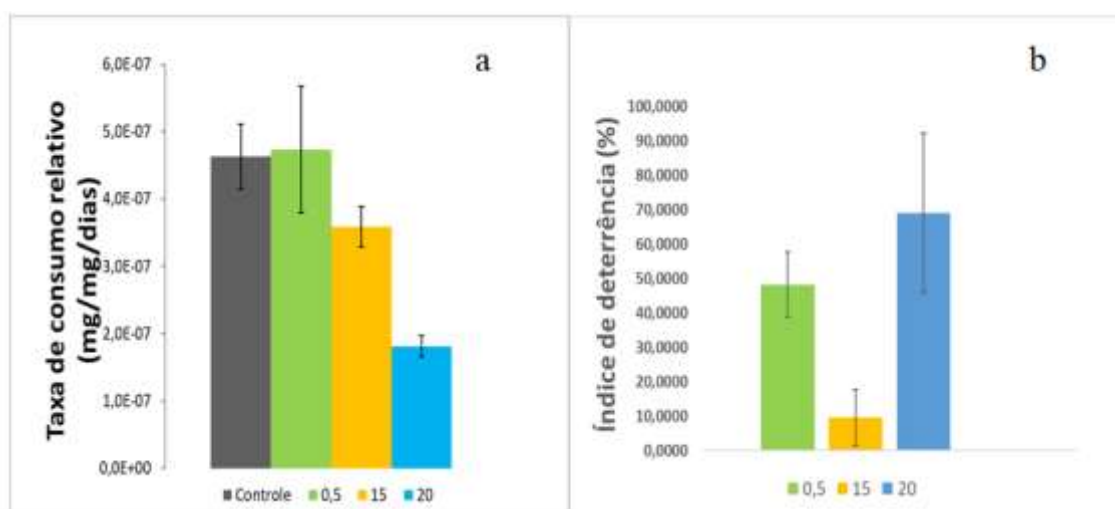 a
Taxa de consumo relativo
(mg/mg/dias)
6,0E-07
5,0E-07
4,0E-07
3,0E-07
2,0E-07
1,0E-07
0,0E+00
Controle 0,5 15 20
b
Índice de deterrência (%)
100,0000
90,0000
80,0000
70,0000
60,0000
50,0000
40,0000
30,0000
20,0000
10,0000
0,0000
0,5 15 20